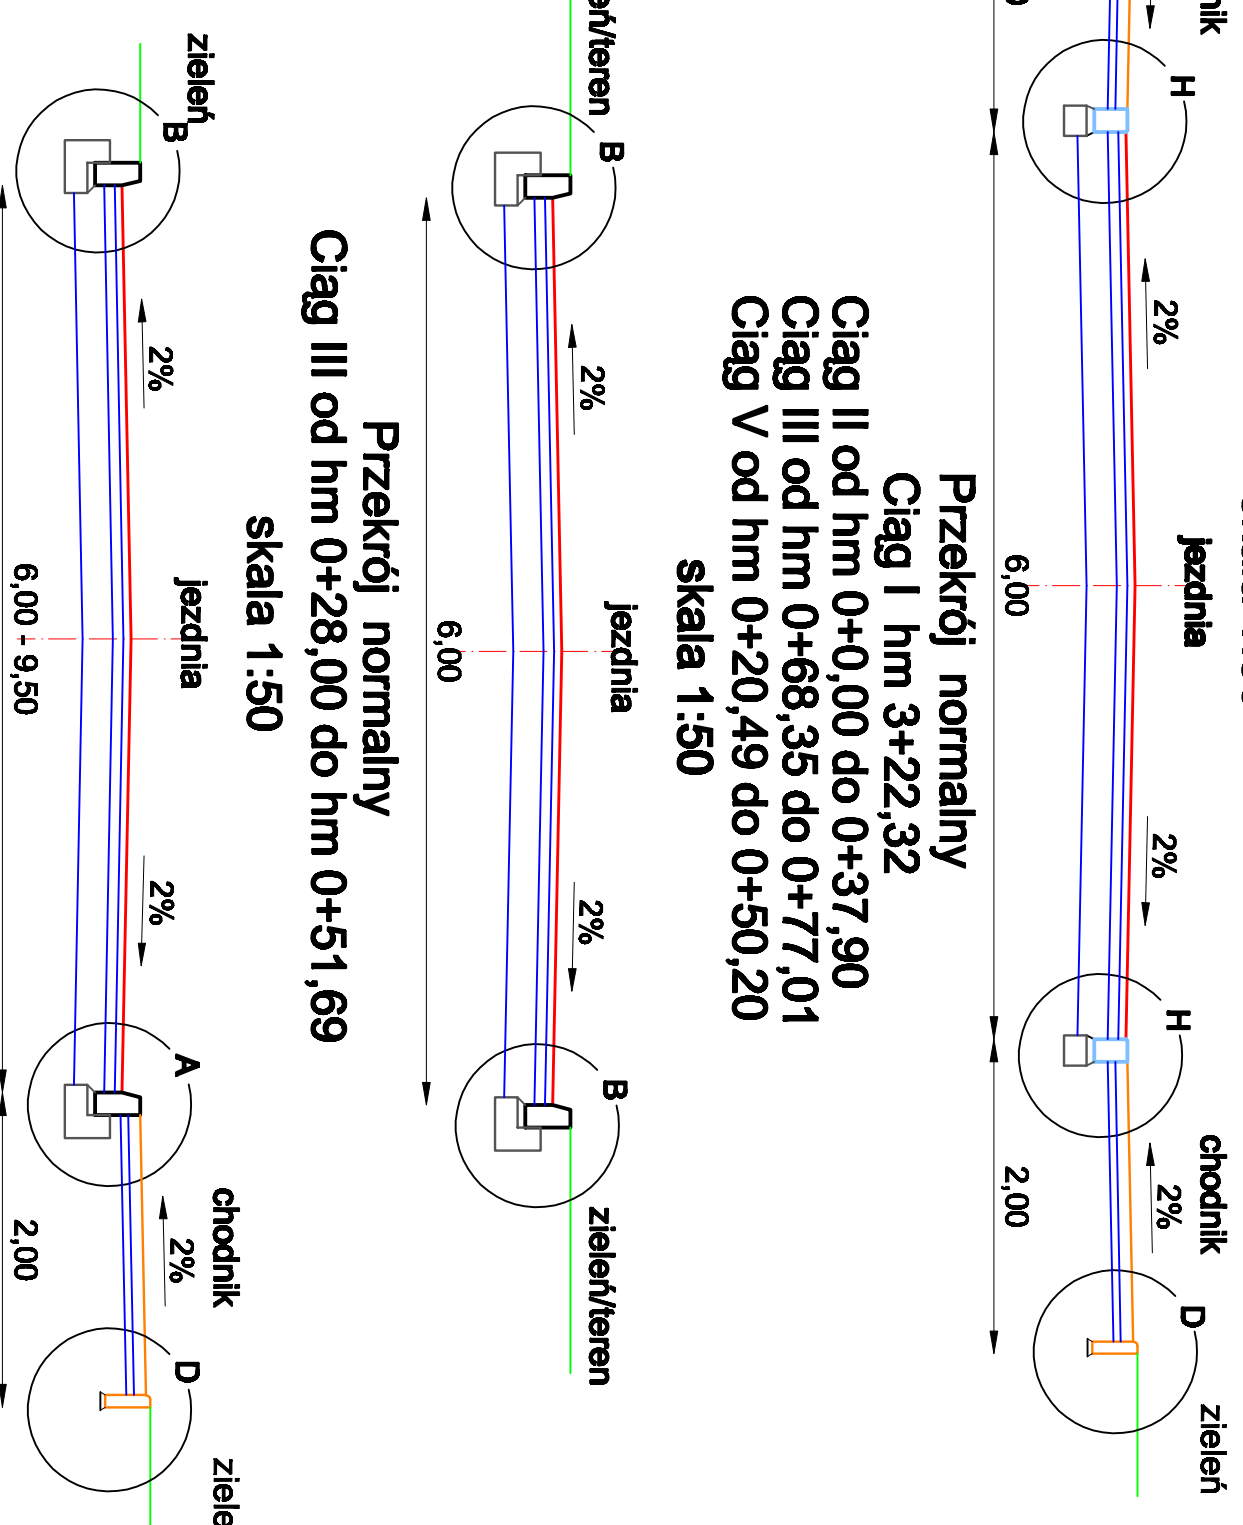 nik jezdnia chodnik zieleń
H H D
2% 2% 2%
6,00 2,00
Przekrój normalny
Ciąg I hm 3+22,32
Ciąg II od hm 0+0,00 do 0+37,90
Ciąg III od hm 0+68,35 do 0+77,01
Ciąg V od hm 0+20,49 do 0+50,20
skala 1:50
eń/teren jezdnia zieleń/teren
B B
2% 2%
6,00
Przekrój normalny
Ciąg III od hm 0+28,00 do hm 0+51,69
skala 1:50
zieleń jezdnia chodnik ziele
B A D
2% 2% 2%
6,00 - 9,50 2,00